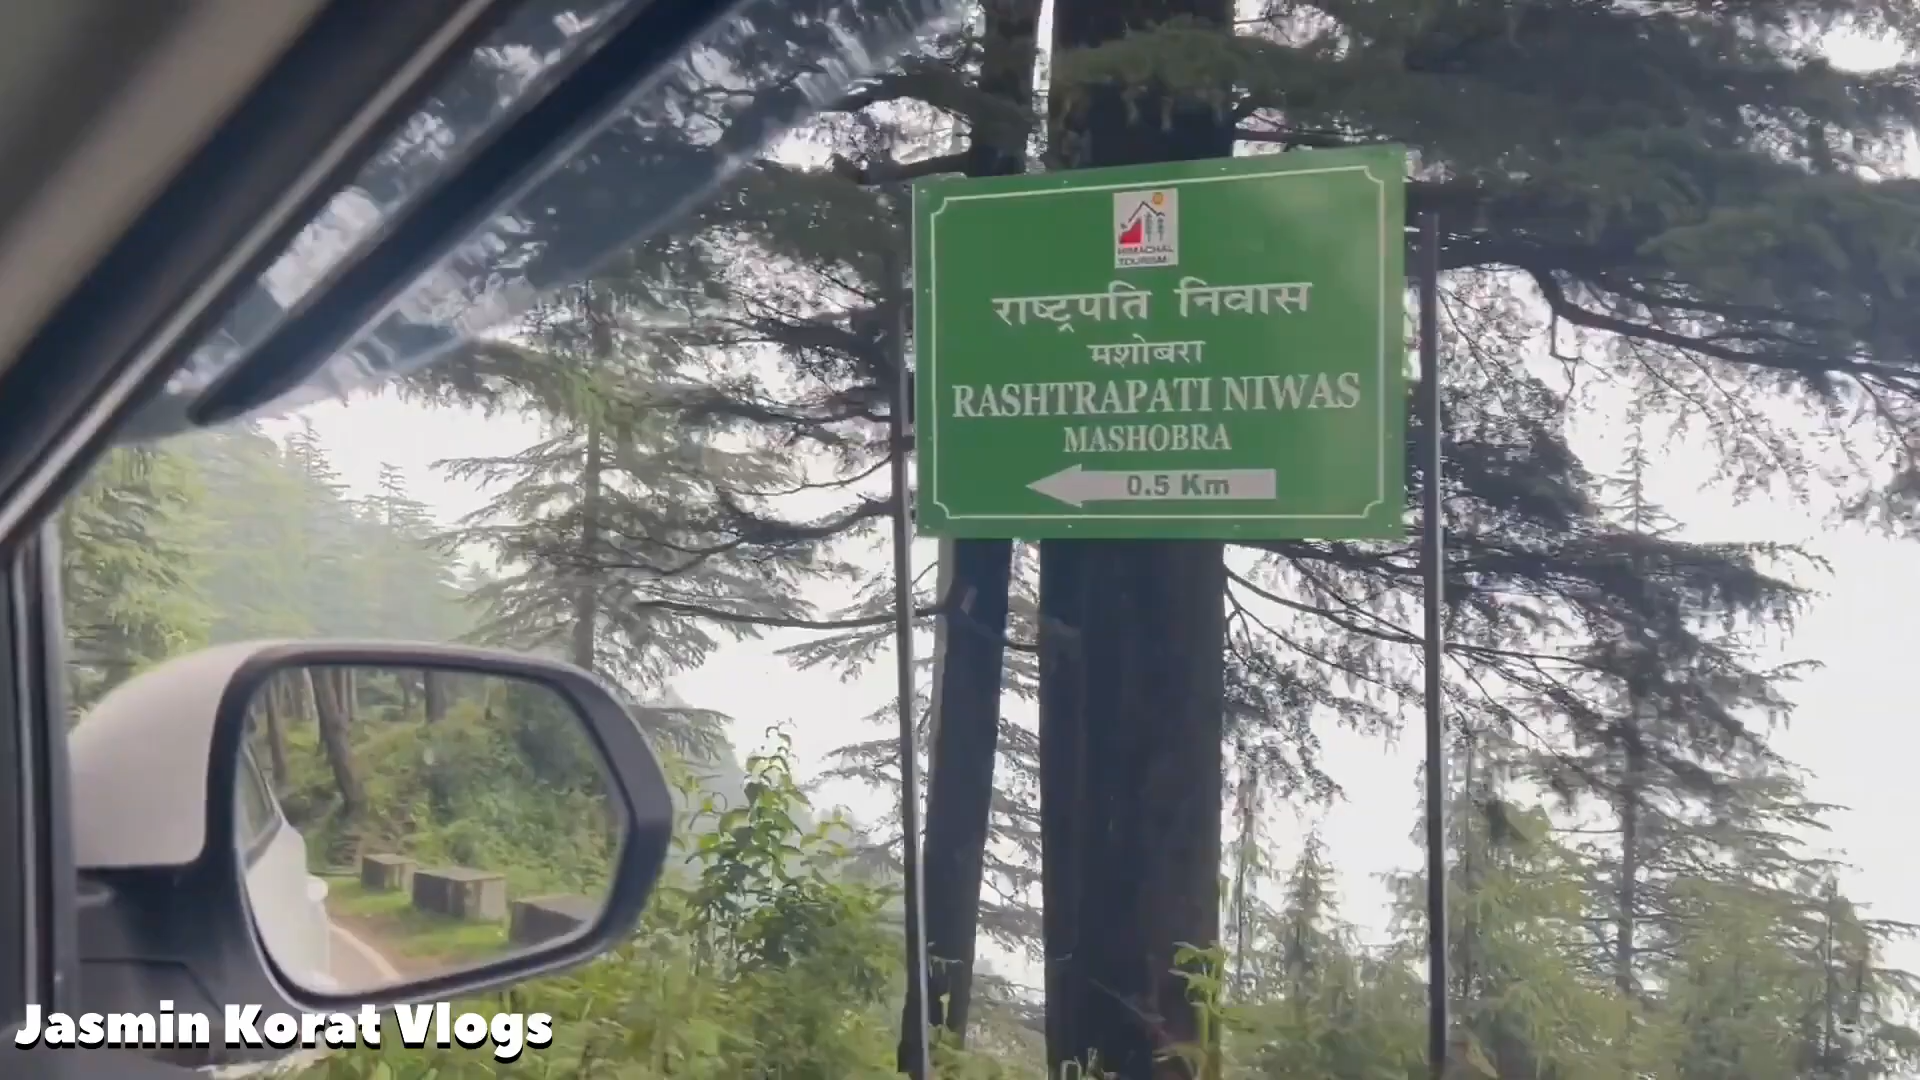 HIMACHAL
TOURISM
राष्ट्रपति निवास
मशोबरा
RASHTRAPATI NIWAS
MASHOBRA
0.5 Km
Jasmin Korat Vlogs